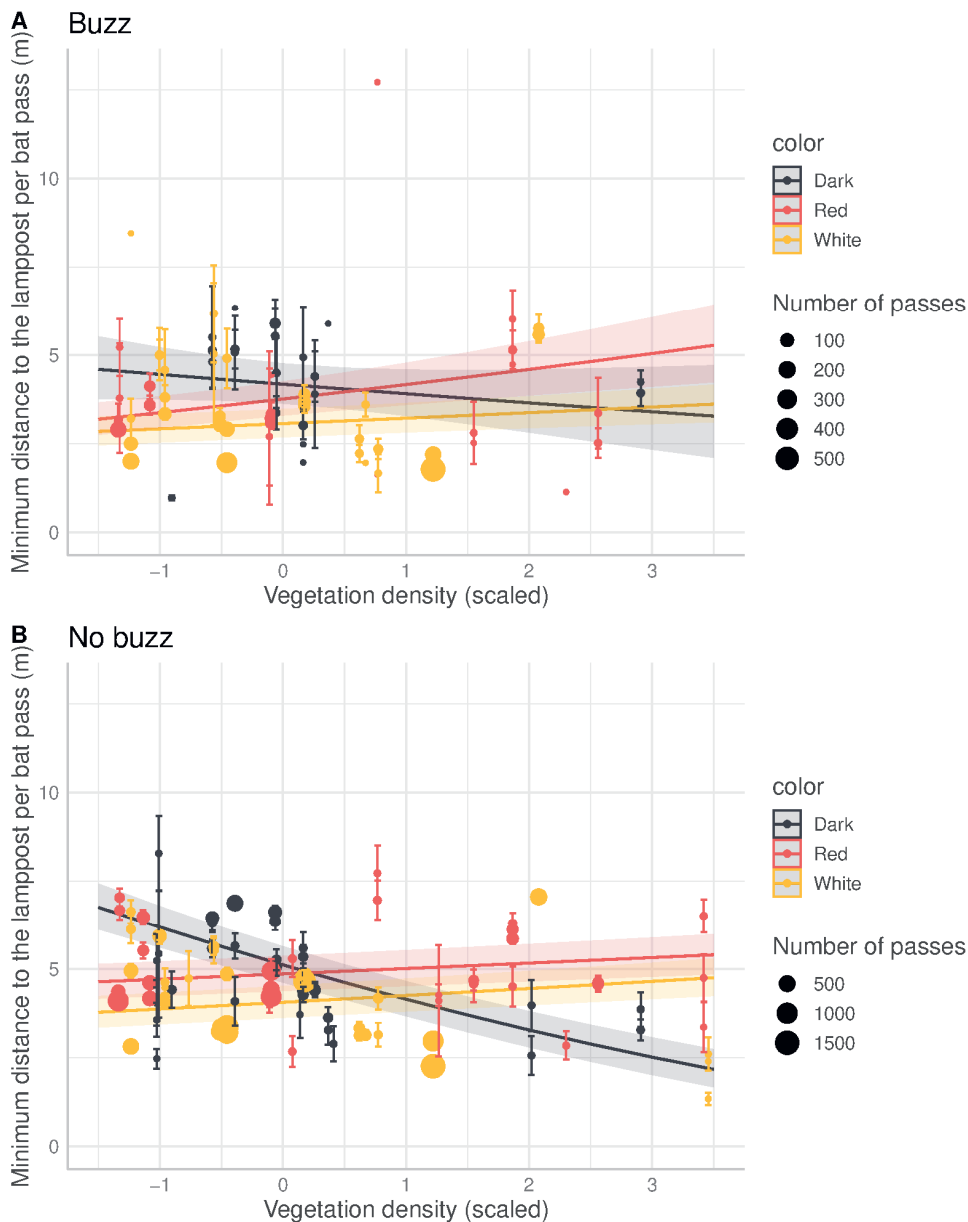 A Buzz
Minimum distance to the lamppost per bat pass (m)
10
5
0
−1 0 1 2 3
Vegetation density (scaled)
color
Dark
Red
White
Number of passes
100
200
300
400
500
B No buzz
Minimum distance to the lamppost per bat pass (m)
10
5
0
−1 0 1 2 3
Vegetation density (scaled)
color
Dark
Red
White
Number of passes
500
1000
1500